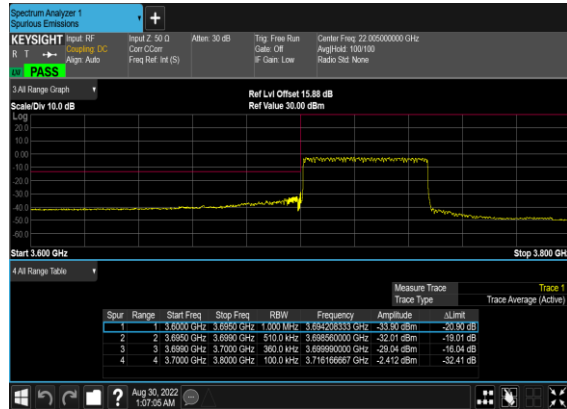 Spectrum Analyzer 1
Spurious Emissions
KEYSIGHT Input: RF Input Z: 50 Ω Atten: 30 dB Trig: Free Run Center Freq: 22.005000000 GHz
R T Coupling: DC Corr CCorr Gate: Off Avg|Hold: 100/100
Align: Auto Freq Ref: Int (S) IF Gain: Low Radio Std: None
PASS
3 All Range Graph
Ref Lvl Offset 15.88 dB
Scale/Div 10.0 dB Ref Value 30.00 dBm
Log
20.0
10.0
0.00
-10.0
-20.0
-30.0
-40.0
-50.0
-60.0
Start 3.600 GHz Stop 3.800 GHz
4 All Range Table
Measure Trace Trace 1
Trace Type Trace Average (Active)
Spur Range Start Freq Stop Freq RBW Frequency Amplitude ΔLimit
1 1 3.6000 GHz 3.6950 GHz 1.000 MHz 3.694208333 GHz -33.90 dBm -20.90 dB
2 2 3.6950 GHz 3.6990 GHz 510.0 kHz 3.698560000 GHz -32.01 dBm -19.01 dB
3 3 3.6990 GHz 3.7000 GHz 360.0 kHz 3.699990000 GHz -29.04 dBm -16.04 dB
4 4 3.7000 GHz 3.8000 GHz 100.0 kHz 3.716166667 GHz -2.412 dBm -32.41 dB
? Aug 30, 2022
1:07:05 AM